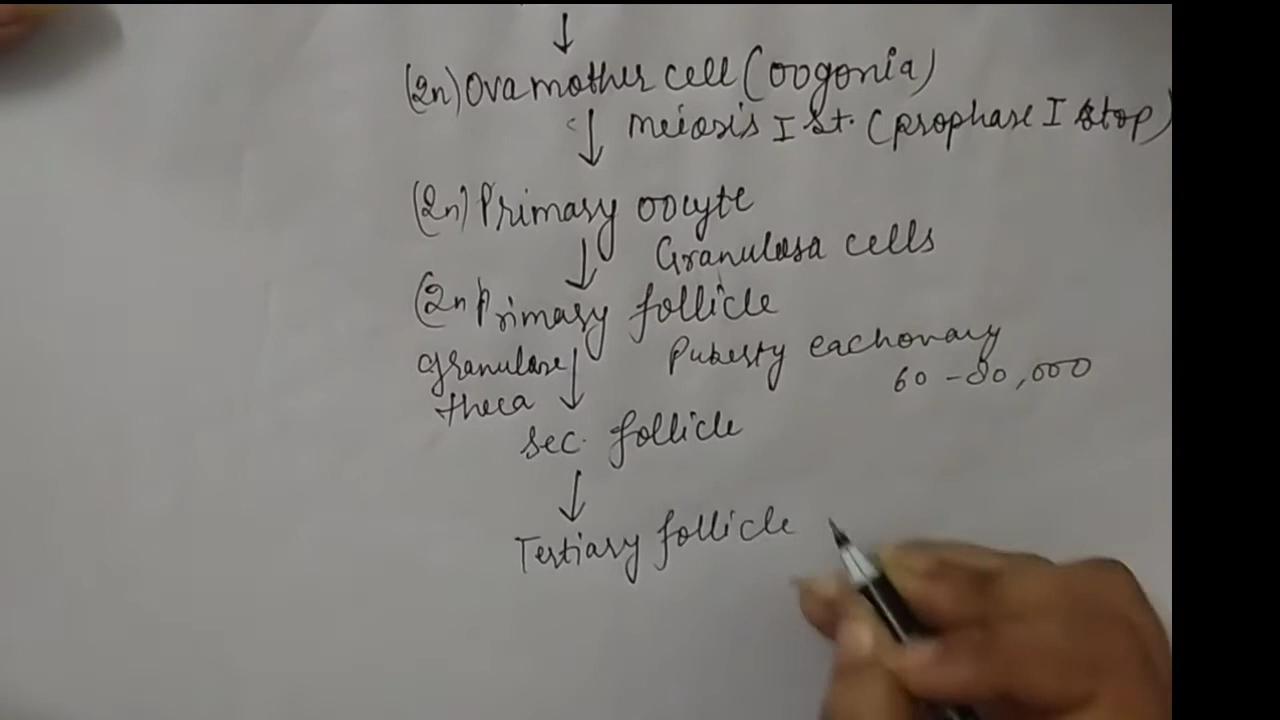 (2n) Ova mother cell (oogonia)
meiosis I st. (prophase I stop)
(2n) Primary oocyte
Granulosa cells
(2n) Primary follicle
Puberty each ovary
granulose
60-80,000
theca
sec. follicle
Tertiary follicle